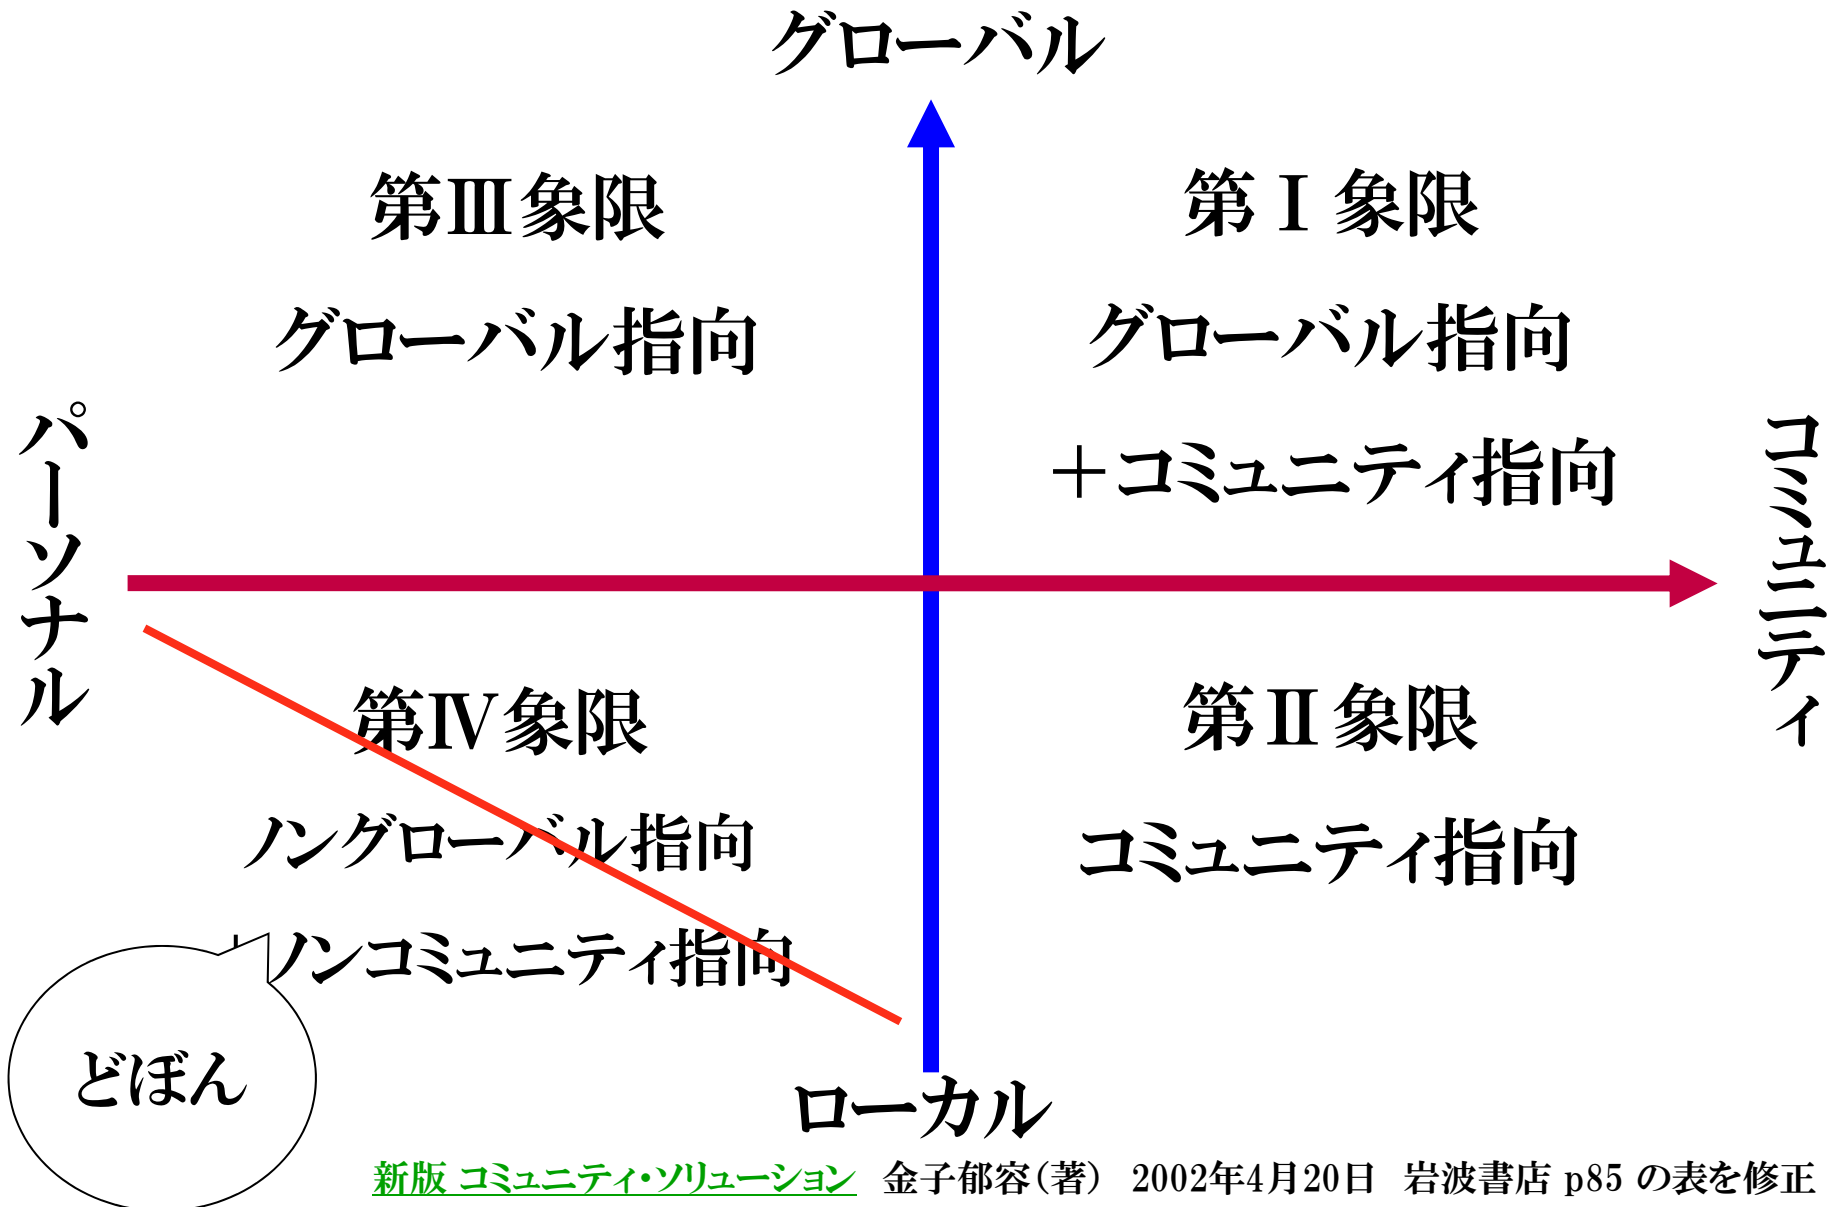 グローバル
第Ⅲ象限
グローバル指向
第Ⅰ象限
グローバル指向
＋コミュニティ指向
パーソナル
コミュニティ
第Ⅳ象限
ノングローバル指向
ノンコミュニティ指向
第Ⅱ象限
コミュニティ指向
どぼん
ローカル
新版 コミュニティ・ソリューション 金子郁容（著） 2002年4月20日 岩波書店 p85 の表を修正